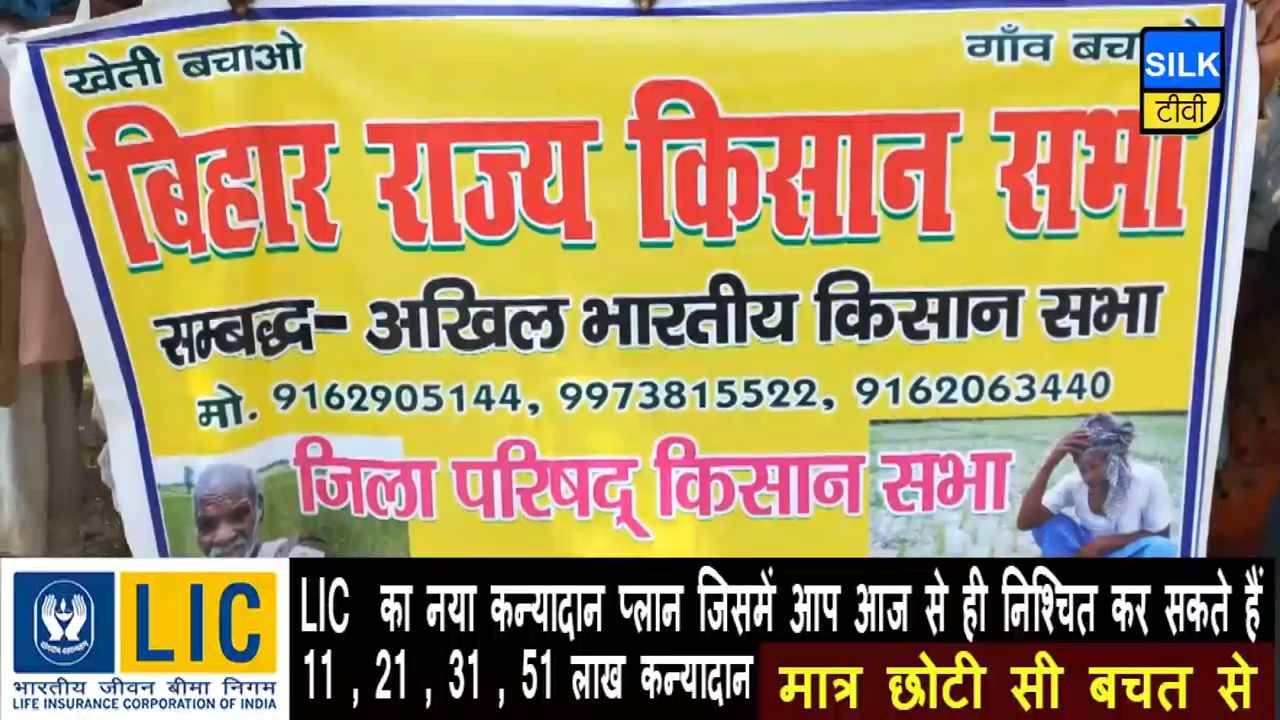 खेती बचाओ
गाँव
SILK
टीवी
बिहार राज्य किसान सभा
सम्बद्ध- अखिल भारतीय किसान सभा
मो. 9162905144, 9973815522, 9162063440
जिला परिषद् किसान सभा
LIC
भारतीय जीवन बीमा निगम
LIFE INSURANCE CORPORATION OF INDIA
LIC का नया कन्यादान प्लान जिसमें आप आज से ही निश्चित कर सकते हैं
11 , 21 , 31 , 51 लाख कन्यादान मात्र छोटी सी बचत से